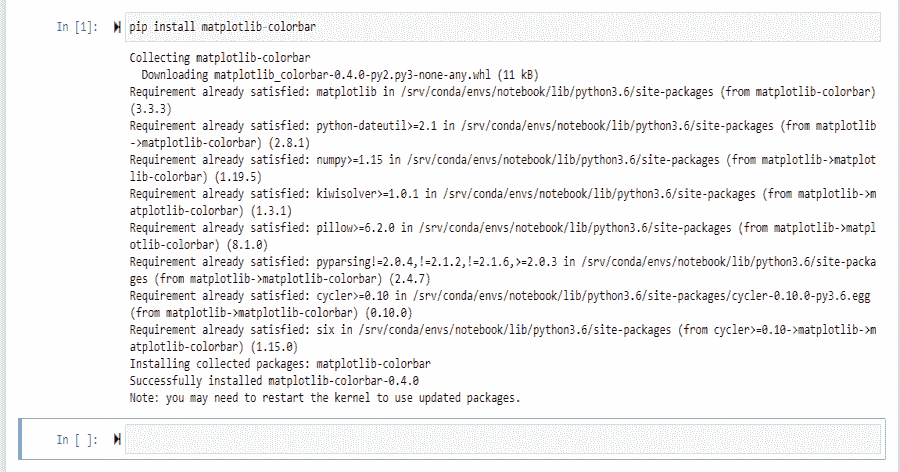 In [1]: pip install matplotlib-colorbar
Collecting matplotlib-colorbar
Downloading matplotlib_colorbar-0.4.0-py2.py3-none-any.whl (11 kB)
Requirement already satisfied: matplotlib in /srv/conda/envs/notebook/lib/python3.6/site-packages (from matplotlib-colorbar)
(3.3.3)
Requirement already satisfied: python-dateutil>=2.1 in /srv/conda/envs/notebook/lib/python3.6/site-packages (from matplotlib
->matplotlib-colorbar) (2.8.1)
Requirement already satisfied: numpy>=1.15 in /srv/conda/envs/notebook/lib/python3.6/site-packages (from matplotlib->matplot
lib-colorbar) (1.19.5)
Requirement already satisfied: kiwisolver>=1.0.1 in /srv/conda/envs/notebook/lib/python3.6/site-packages (from matplotlib->m
atplotlib-colorbar) (1.3.1)
Requirement already satisfied: pillow>=6.2.0 in /srv/conda/envs/notebook/lib/python3.6/site-packages (from matplotlib->matpl
otlib-colorbar) (8.1.0)
Requirement already satisfied: pyparsing!=2.0.4,!=2.1.2,!=2.1.6,>=2.0.3 in /srv/conda/envs/notebook/lib/python3.6/site-packa
ges (from matplotlib->matplotlib-colorbar) (2.4.7)
Requirement already satisfied: cycler>=0.10 in /srv/conda/envs/notebook/lib/python3.6/site-packages/cycler-0.10.0-py3.6.egg
(from matplotlib->matplotlib-colorbar) (0.10.0)
Requirement already satisfied: six in /srv/conda/envs/notebook/lib/python3.6/site-packages (from cycler>=0.10->matplotlib->m
atplotlib-colorbar) (1.15.0)
Installing collected packages: matplotlib-colorbar
Successfully installed matplotlib-colorbar-0.4.0
Note: you may need to restart the kernel to use updated packages.
In [ ]: